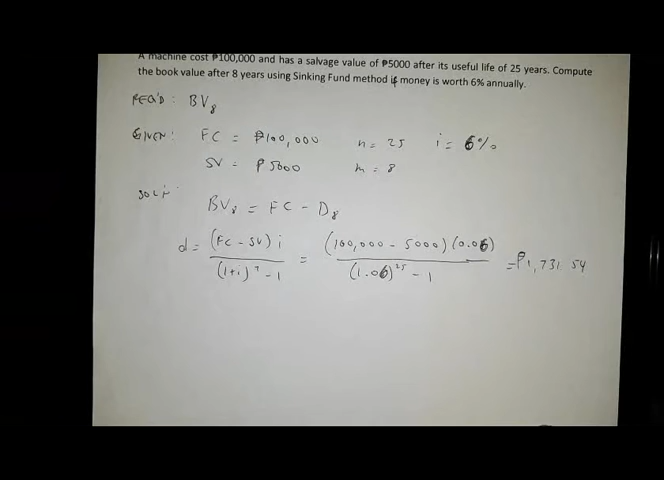 A machine cost ₱100,000 and has a salvage value of ₱5000 after its useful life of 25 years. Compute
the book value after 8 years using Sinking Fund method if money is worth 6% annually.
REQ'D : BV₈
GIVEN: FC = ₱100,000 n = 25 i = 6%
SV = ₱5000 m = 8
SOL'N:
BV₈ = FC - D₈
d = (FC - SV) i / (1+i)ⁿ - 1 = (100,000 - 5000)(0.06) / (1.06)²⁵ - 1 = ₱1,731.54